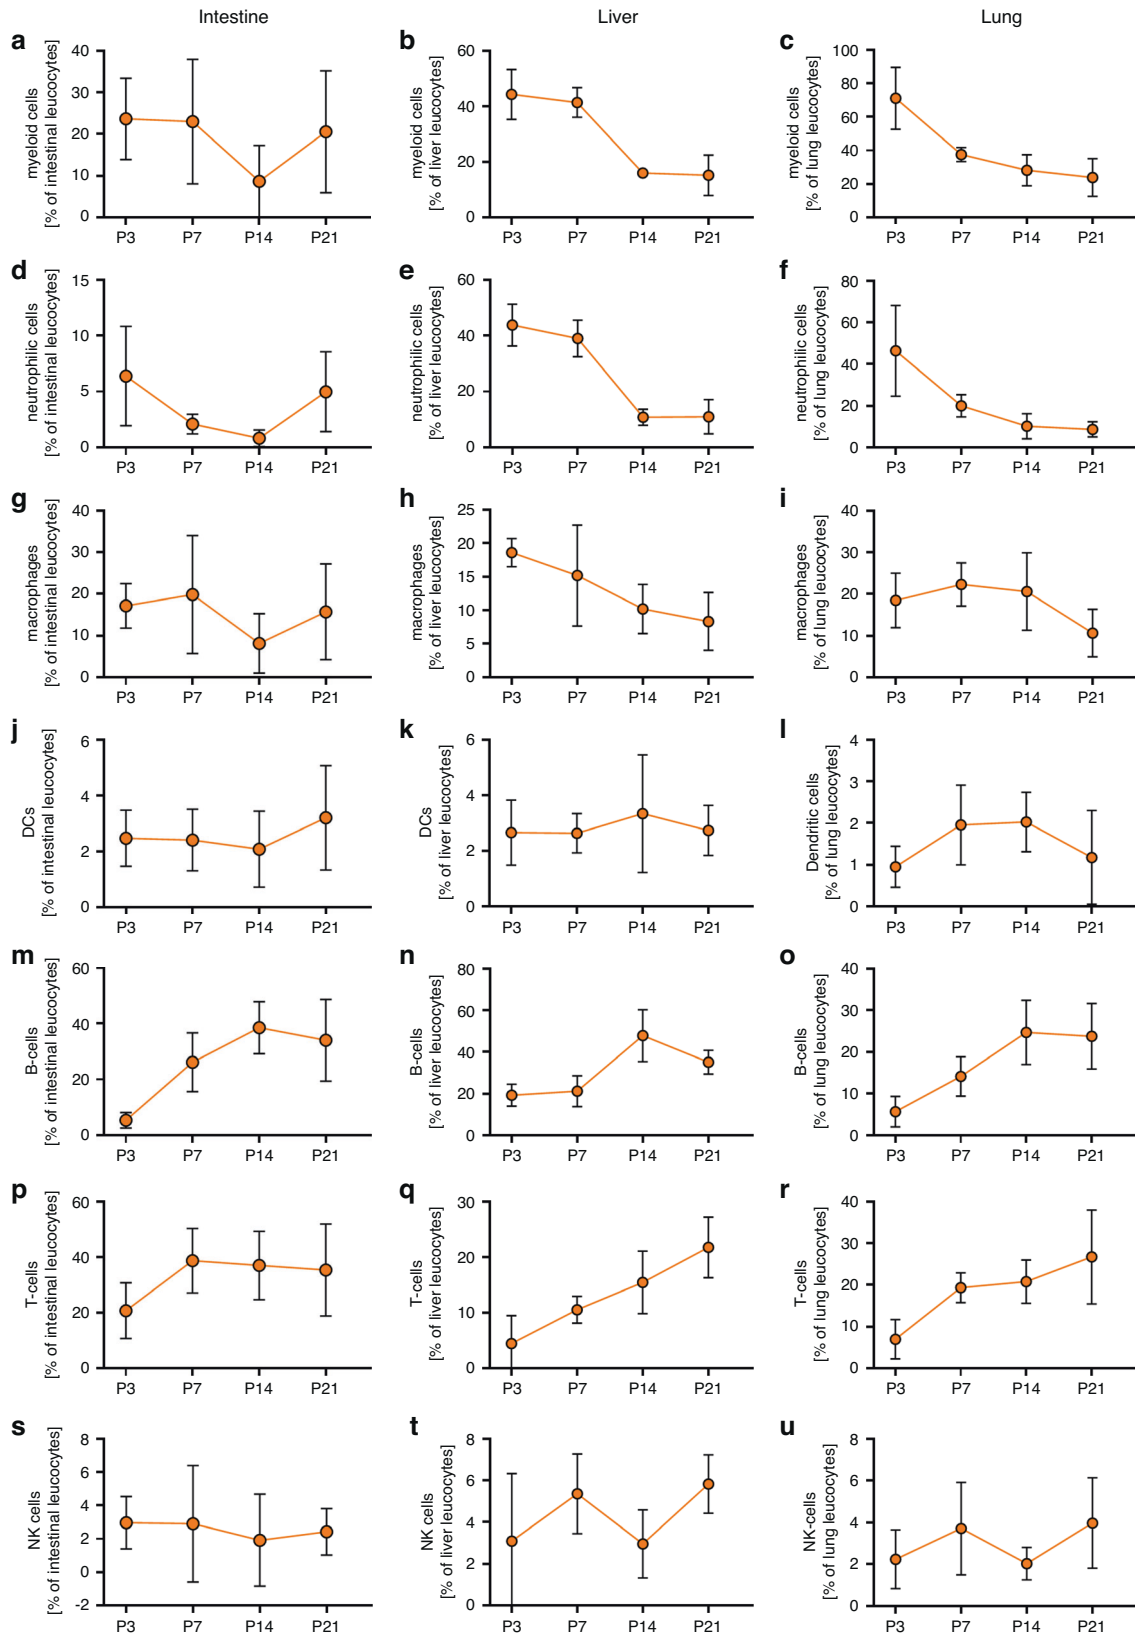 Intestine
Liver
Lung
a
myeloid cells
[% of intestinal leucocytes]
40
30
20
10
0
P3 P7 P14 P21
b
myeloid cells
[% of liver leucocytes]
60
40
20
0
P3 P7 P14 P21
c
myeloid cells
[% of lung leucocytes]
100
80
60
40
20
0
P3 P7 P14 P21
d
neutrophilic cells
[% of intestinal leucocytes]
15
10
5
0
P3 P7 P14 P21
e
neutrophilic cells
[% of liver leucocytes]
60
40
20
0
P3 P7 P14 P21
f
neutrophilic cells
[% of lung leucocytes]
80
60
40
20
0
P3 P7 P14 P21
g
macrophages
[% of intestinal leucocytes]
40
30
20
10
0
P3 P7 P14 P21
h
macrophages
[% of liver leucocytes]
25
20
15
10
5
0
P3 P7 P14 P21
i
macrophages
[% of lung leucocytes]
40
30
20
10
0
P3 P7 P14 P21
j
DCs
[% of intestinal leucocytes]
6
4
2
0
P3 P7 P14 P21
k
DCs
[% of liver leucocytes]
6
4
2
0
P3 P7 P14 P21
l
Dendritic cells
[% of lung leucocytes]
4
3
2
1
0
P3 P7 P14 P21
m
B-cells
[% of intestinal leucocytes]
60
40
20
0
P3 P7 P14 P21
n
B-cells
[% of liver leucocytes]
80
60
40
20
0
P3 P7 P14 P21
o
B-cells
[% of lung leucocytes]
40
30
20
10
0
P3 P7 P14 P21
p
T-cells
[% of intestinal leucocytes]
60
40
20
0
P3 P7 P14 P21
q
T-cells
[% of liver leucocytes]
30
20
10
0
P3 P7 P14 P21
r
T-cells
[% of lung leucocytes]
40
30
20
10
0
P3 P7 P14 P21
s
NK cells
[% of intestinal leucocytes]
8
6
4
2
0
-2
P3 P7 P14 P21
t
NK cells
[% of liver leucocytes]
8
6
4
2
0
P3 P7 P14 P21
u
NK-cells
[% of lung leucocytes]
8
6
4
2
0
P3 P7 P14 P21